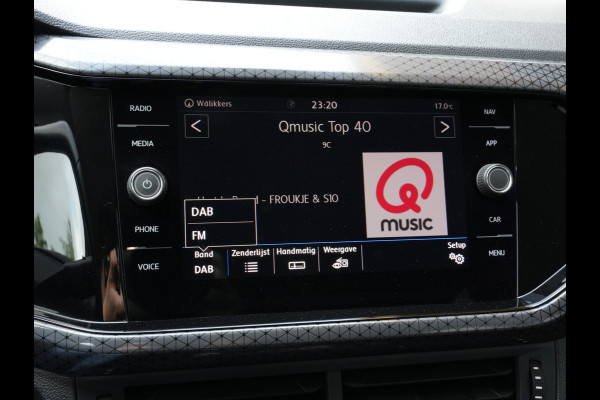 RADIO
MEDIA
PHONE
VOICE
Wâlikkers 23:20 17.0°C
< Qmusic Top 40 >
9C
- FROUKJE & S10
MUSIC
DAB
FM
Band Zenderlijst Handmatig Weergave Setup
DAB
NAV
APP
CAR
MENU